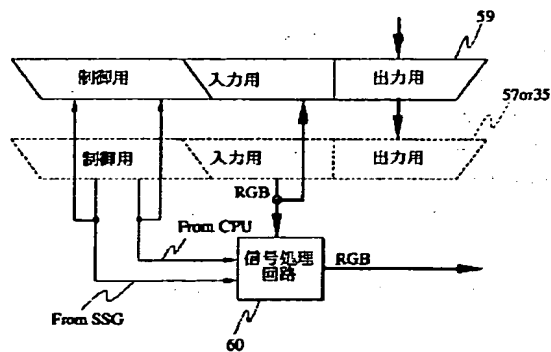 59
制御用 入力用 出力用
57or35
制御用 入力用 出力用
RGB
From CPU
信号処理
回路
RGB
From SSG
60